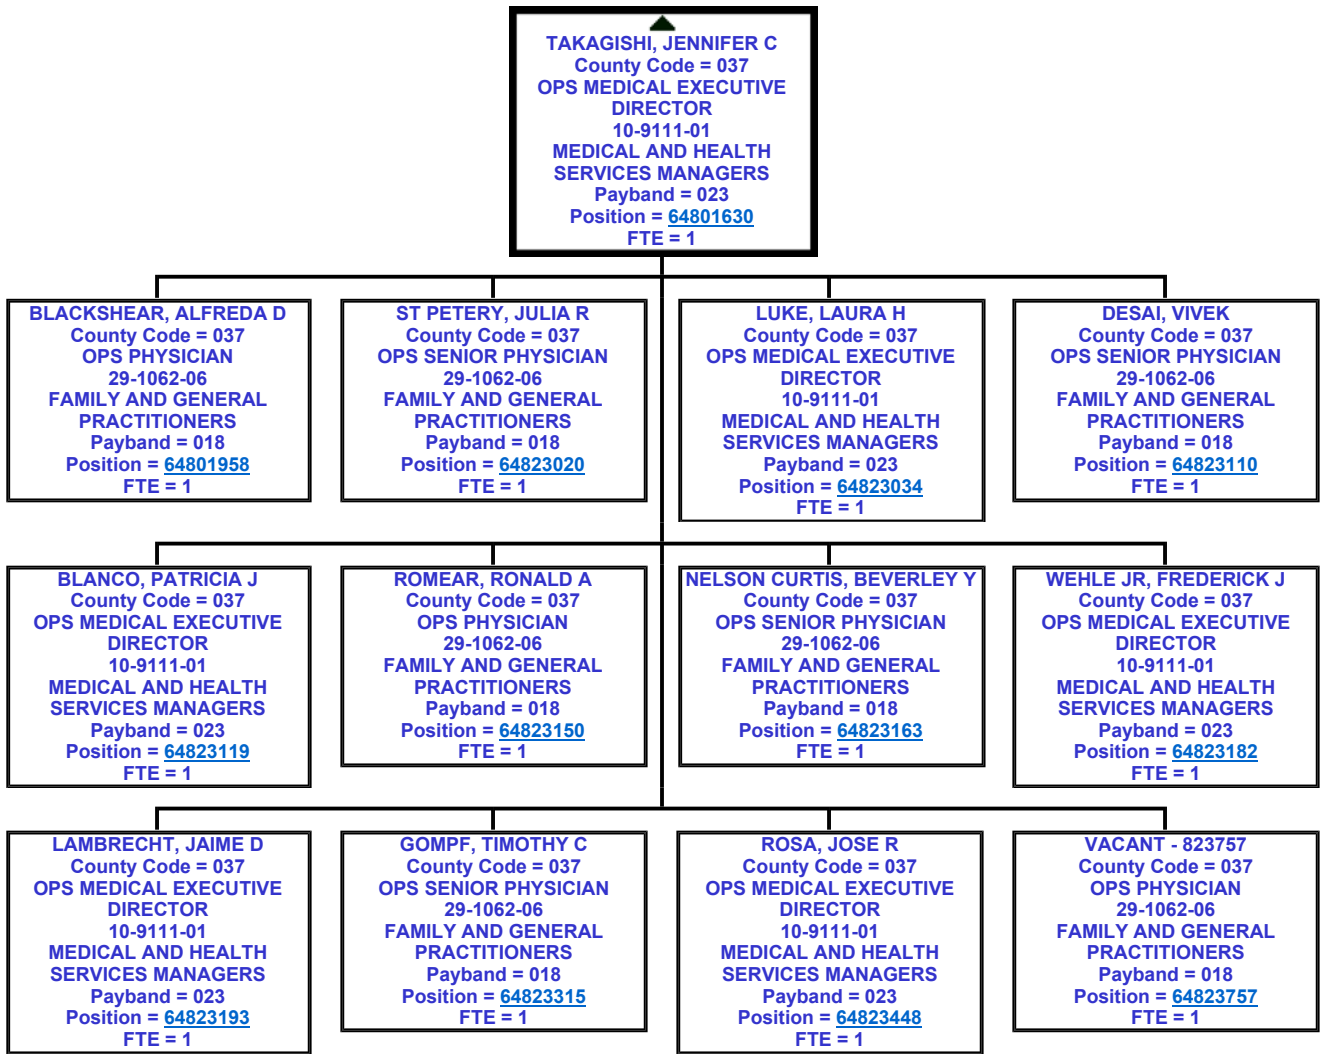 TAKAGISHI, JENNIFER C
County Code = 037
OPS MEDICAL EXECUTIVE
DIRECTOR
10-9111-01
MEDICAL AND HEALTH
SERVICES MANAGERS
Payband = 023
Position = 64801630
FTE = 1
BLACKSHEAR, ALFREDA D
County Code = 037
OPS PHYSICIAN
29-1062-06
FAMILY AND GENERAL
PRACTITIONERS
Payband = 018
Position = 64801958
FTE = 1
ST PETERY, JULIA R
County Code = 037
OPS SENIOR PHYSICIAN
29-1062-06
FAMILY AND GENERAL
PRACTITIONERS
Payband = 018
Position = 64823020
FTE = 1
LUKE, LAURA H
County Code = 037
OPS MEDICAL EXECUTIVE
DIRECTOR
10-9111-01
MEDICAL AND HEALTH
SERVICES MANAGERS
Payband = 023
Position = 64823034
FTE = 1
DESAI, VIVEK
County Code = 037
OPS SENIOR PHYSICIAN
29-1062-06
FAMILY AND GENERAL
PRACTITIONERS
Payband = 018
Position = 64823110
FTE = 1
BLANCO, PATRICIA J
County Code = 037
OPS MEDICAL EXECUTIVE
DIRECTOR
10-9111-01
MEDICAL AND HEALTH
SERVICES MANAGERS
Payband = 023
Position = 64823119
FTE = 1
ROMEAR, RONALD A
County Code = 037
OPS PHYSICIAN
29-1062-06
FAMILY AND GENERAL
PRACTITIONERS
Payband = 018
Position = 64823150
FTE = 1
NELSON CURTIS, BEVERLEY Y
County Code = 037
OPS SENIOR PHYSICIAN
29-1062-06
FAMILY AND GENERAL
PRACTITIONERS
Payband = 018
Position = 64823163
FTE = 1
WEHLE JR, FREDERICK J
County Code = 037
OPS MEDICAL EXECUTIVE
DIRECTOR
10-9111-01
MEDICAL AND HEALTH
SERVICES MANAGERS
Payband = 023
Position = 64823182
FTE = 1
LAMBRECHT, JAIME D
County Code = 037
OPS MEDICAL EXECUTIVE
DIRECTOR
10-9111-01
MEDICAL AND HEALTH
SERVICES MANAGERS
Payband = 023
Position = 64823193
FTE = 1
GOMPF, TIMOTHY C
County Code = 037
OPS SENIOR PHYSICIAN
29-1062-06
FAMILY AND GENERAL
PRACTITIONERS
Payband = 018
Position = 64823315
FTE = 1
ROSA, JOSE R
County Code = 037
OPS MEDICAL EXECUTIVE
DIRECTOR
10-9111-01
MEDICAL AND HEALTH
SERVICES MANAGERS
Payband = 023
Position = 64823448
FTE = 1
VACANT - 823757
County Code = 037
OPS PHYSICIAN
29-1062-06
FAMILY AND GENERAL
PRACTITIONERS
Payband = 018
Position = 64823757
FTE = 1